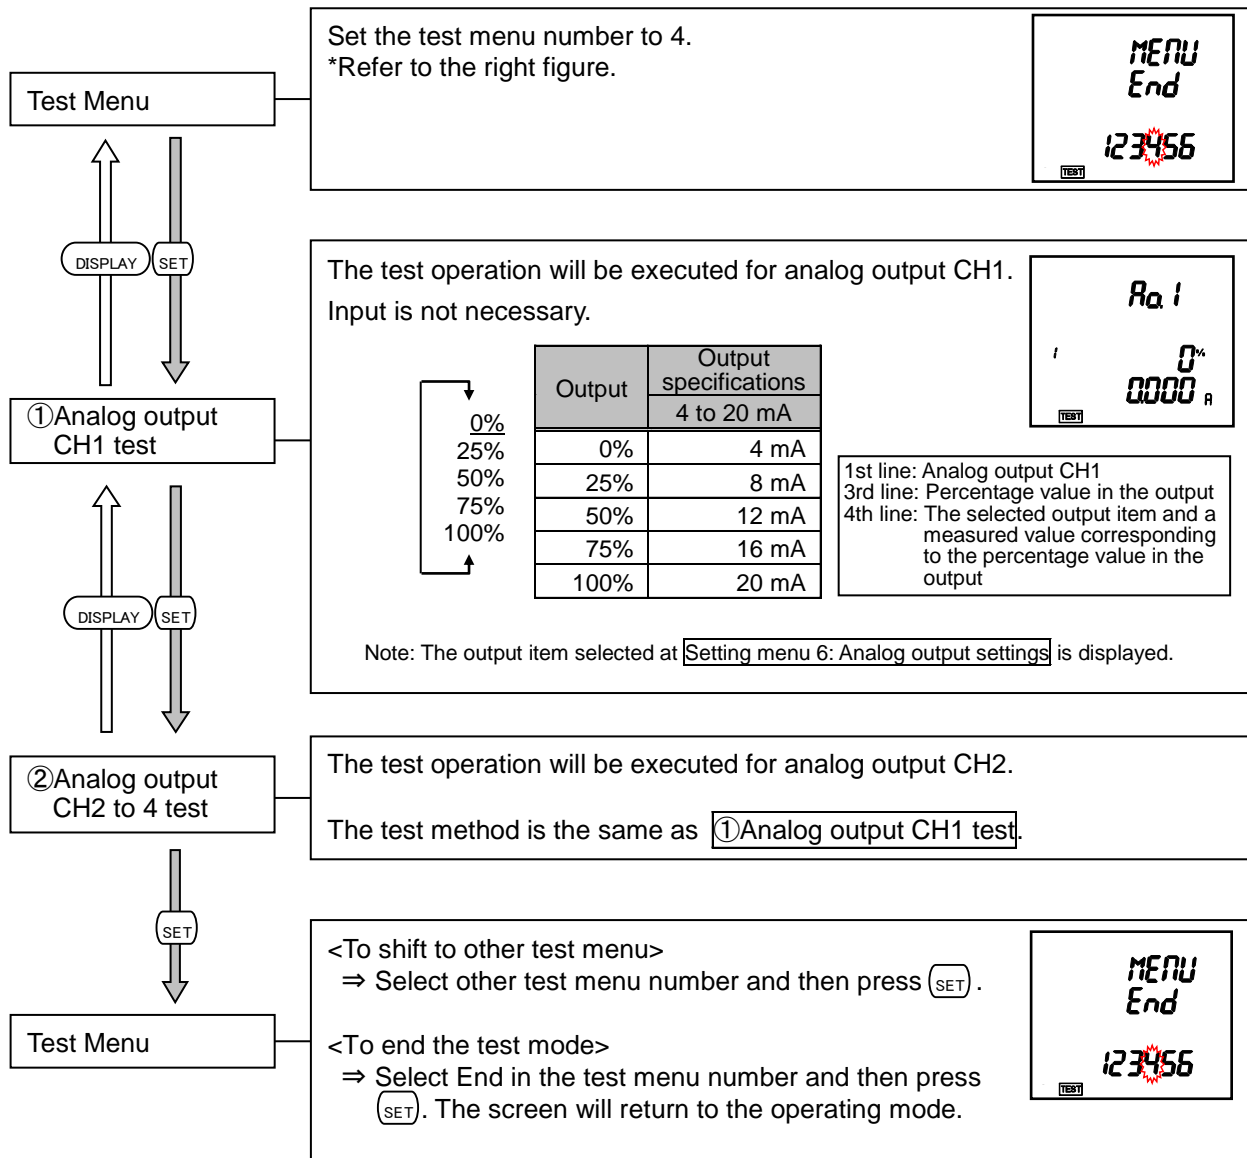 Test Menu
Set the test menu number to 4.
*Refer to the right figure.
MENU
End
123456
TEST
DISPLAY
SET
①Analog output
CH1 test
The test operation will be executed for analog output CH1.
Input is not necessary.
0%
25%
50%
75%
100%
Output
Output
specifications
4 to 20 mA
0% 4 mA
25% 8 mA
50% 12 mA
75% 16 mA
100% 20 mA
Ao.1
1 0%
0.000 A
TEST
1st line: Analog output CH1
3rd line: Percentage value in the output
4th line: The selected output item and a
measured value corresponding
to the percentage value in the
output
Note: The output item selected at Setting menu 6: Analog output settings is displayed.
DISPLAY
SET
②Analog output
CH2 to 4 test
The test operation will be executed for analog output CH2.
The test method is the same as ①Analog output CH1 test.
SET
Test Menu
<To shift to other test menu>
⇒ Select other test menu number and then press SET.
<To end the test mode>
⇒ Select End in the test menu number and then press
SET. The screen will return to the operating mode.
MENU
End
123456
TEST